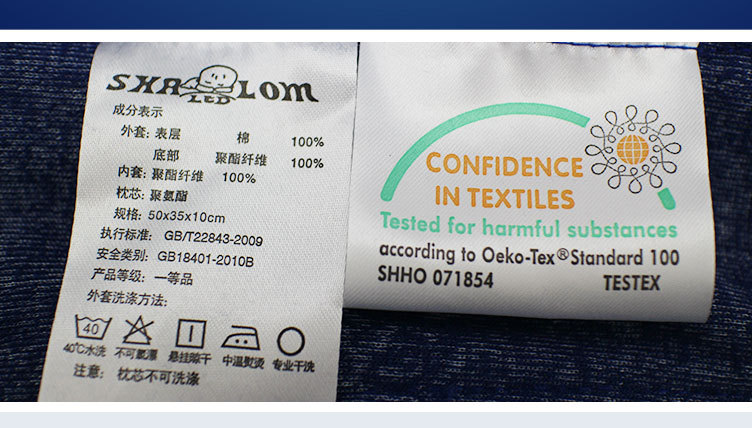 SHALOM
LTD
成分表示
外套: 表层 棉 100%
底部 聚酯纤维 100%
内套: 聚酯纤维 100%
枕芯: 聚氨酯
规格: 50x35x10cm
执行标准: GB/T22843-2009
安全类别: GB18401-2010B
产品等级: 一等品
外套洗涤方法:
40
40℃水洗 不可氯漂 悬挂晾干 中温熨烫 专业干洗
注意: 枕芯不可洗涤
CONFIDENCE
IN TEXTILES
Tested for harmful substances
according to Oeko-Tex®Standard 100
SHHO 071854 TESTEX